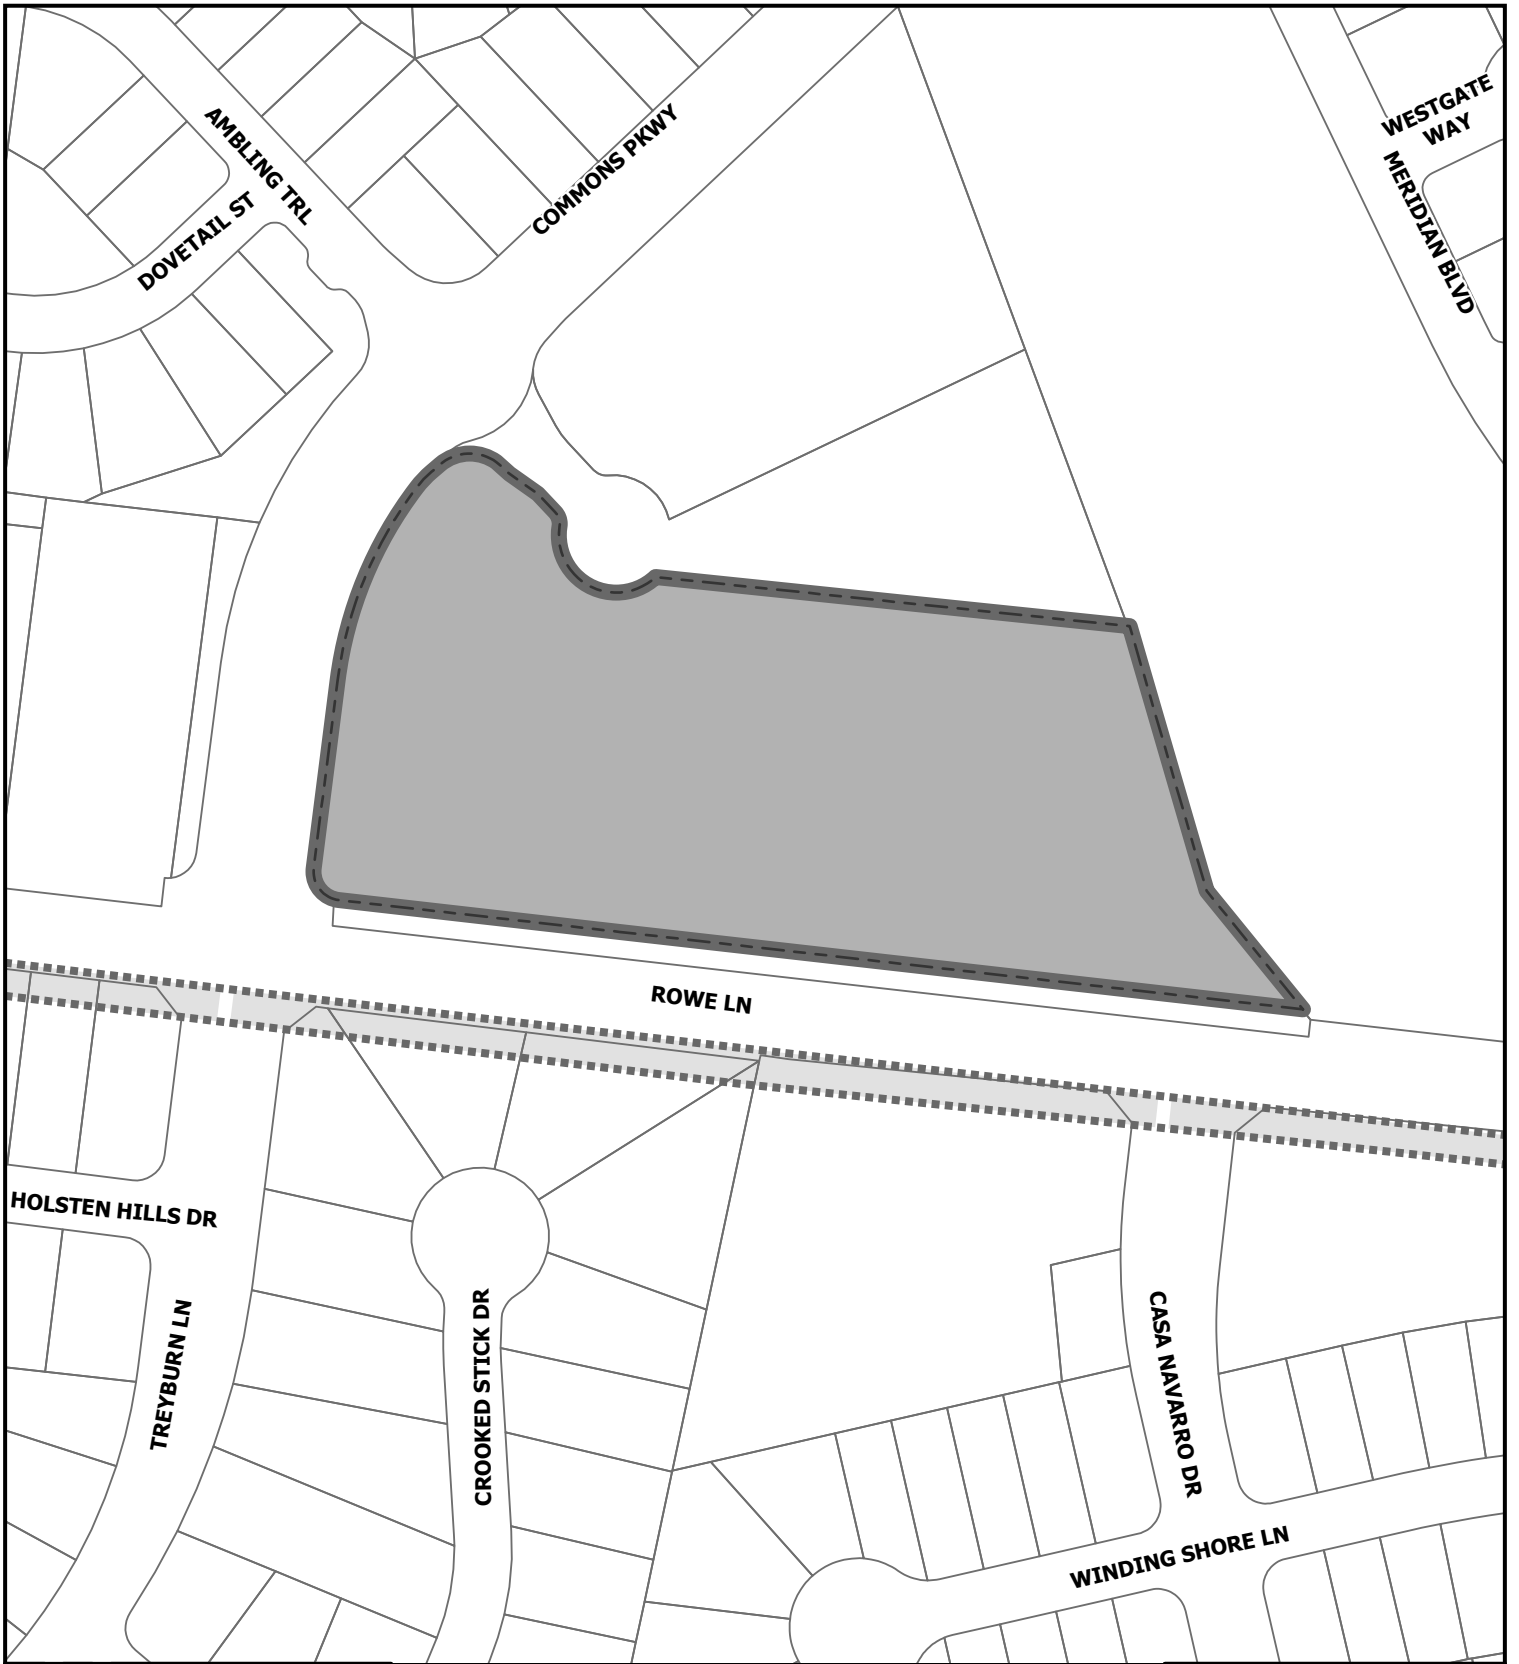 AMBLING TRL
COMMONS PKWY
WESTGATE
WAY
MERIDIAN BLVD
DOVETAIL ST
ROWE LN
HOLSTEN HILLS DR
TREYBURN LN
CROOKED STICK DR
CASA NAVARRO DR
WINDING SHORE LN